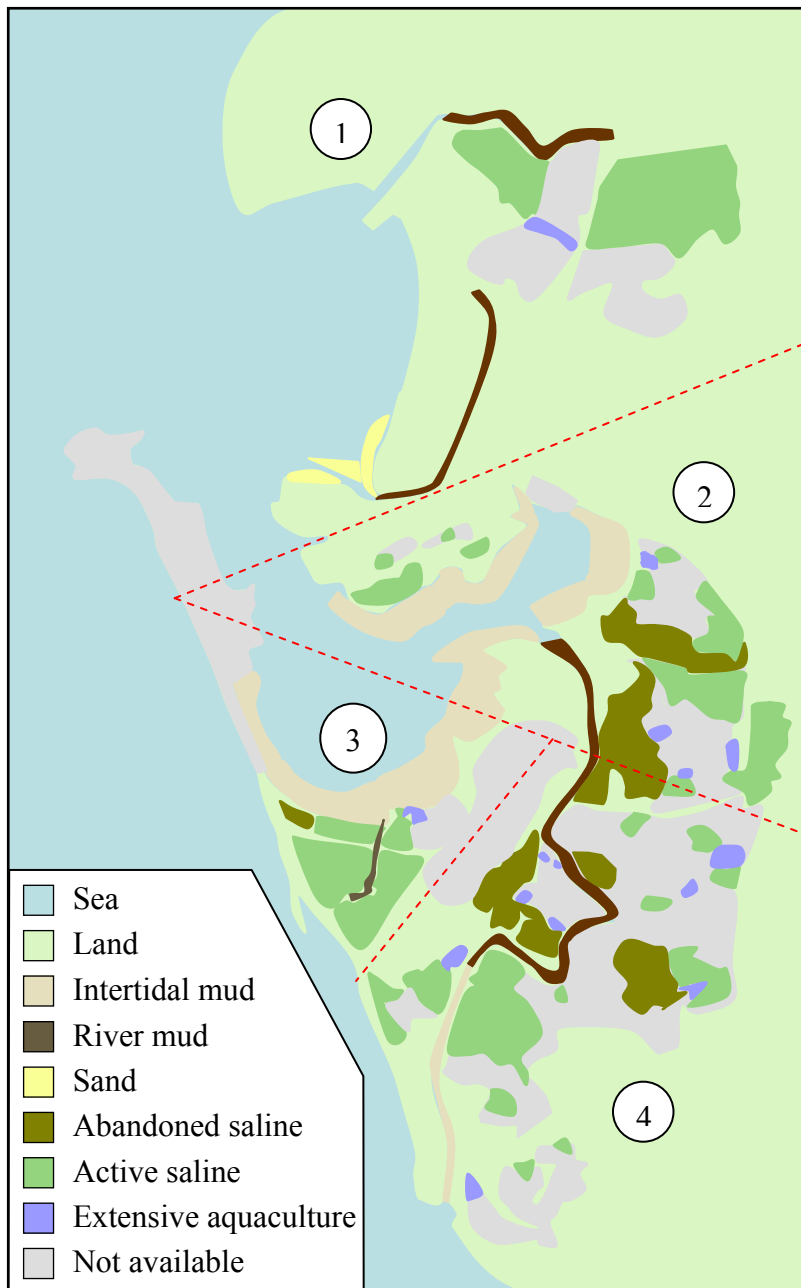 1
2
3
4
Sea
Land
Intertidal mud
River mud
Sand
Abandoned saline
Active saline
Extensive aquaculture
Not available